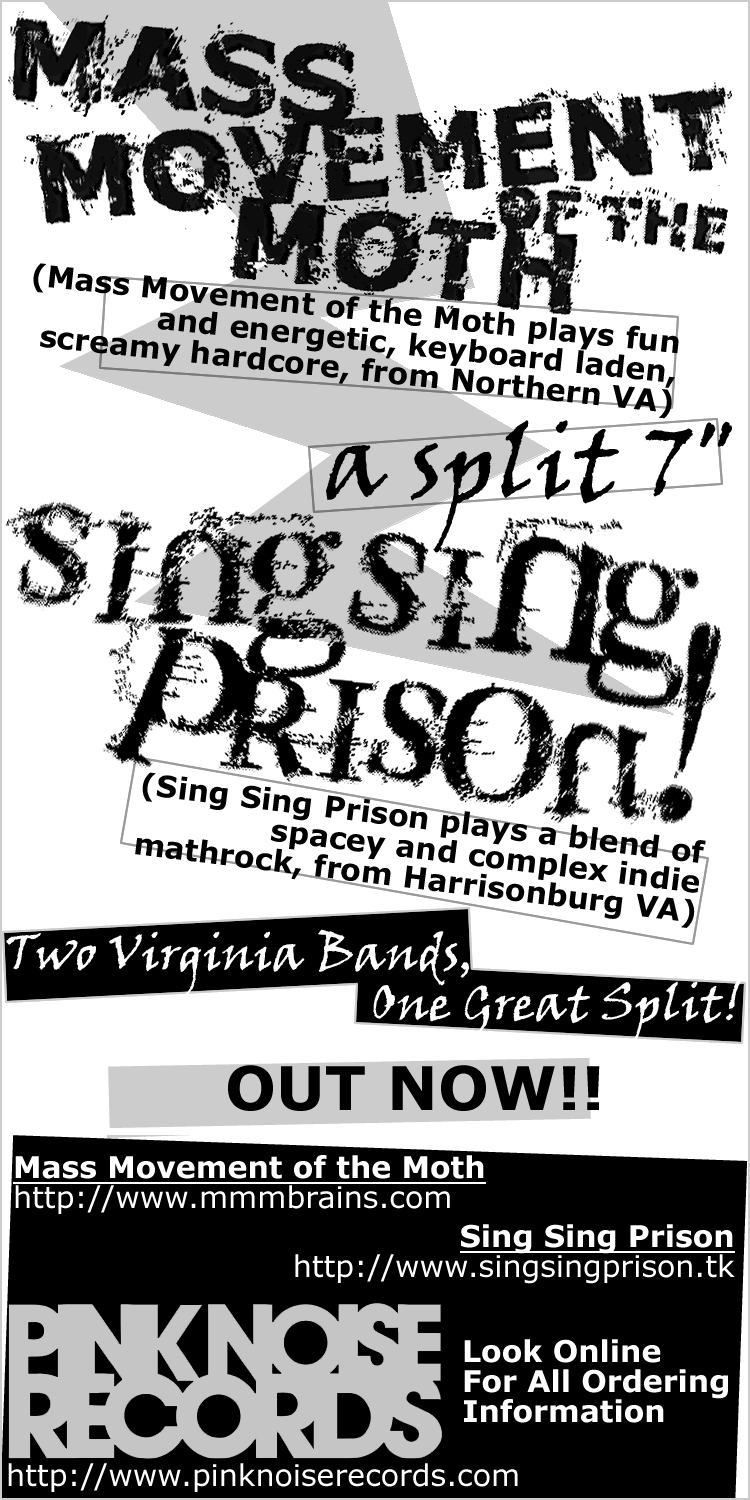 MASS
MOVEMENT
OF THE
MOTH
(Mass Movement of the Moth plays fun
and energetic, keyboard laden,
screamy hardcore, from Northern VA)
a split 7"
sing sing
PRISON!
(Sing Sing Prison plays a blend of
spacey and complex indie
mathrock, from Harrisonburg VA)
Two Virginia Bands,
One Great Split!
OUT NOW!!
Mass Movement of the Moth
http://www.mmmbrains.com
Sing Sing Prison
http://www.singsingprison.tk
PINK NOISE
RECORDS
Look Online
For All Ordering
Information
http://www.pinknoiserecords.com